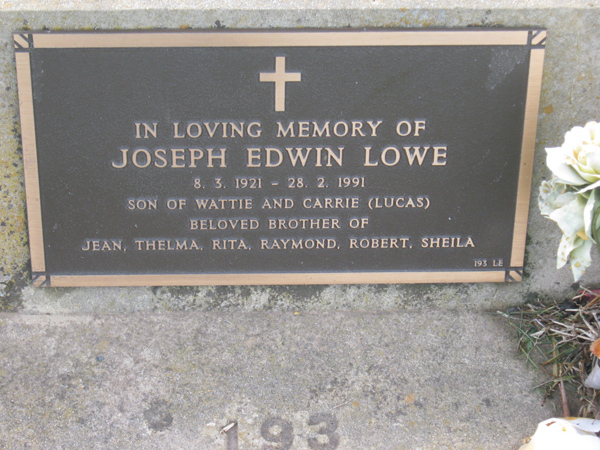 IN LOVING MEMORY OF
JOSEPH EDWIN LOWE
8. 3. 1921 - 28. 2. 1991
SON OF WATTIE AND CARRIE (LUCAS)
BELOVED BROTHER OF
JEAN, THELMA, RITA, RAYMOND, ROBERT, SHEILA
193 LE
193